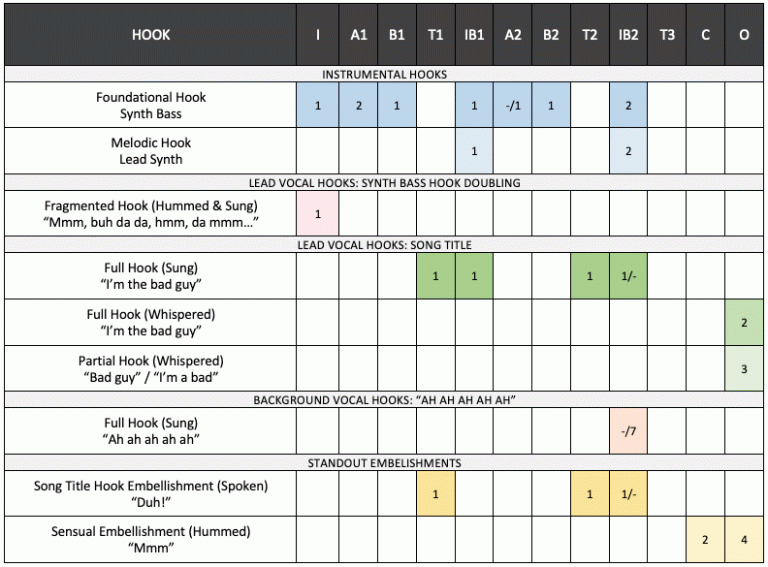 HOOK I A1 B1 T1 IB1 A2 B2 T2 IB2 T3 C O
INSTRUMENTAL HOOKS
Foundational Hook
Synth Bass 1 2 1 1 -/1 1 2
Melodic Hook
Lead Synth 1 2
LEAD VOCAL HOOKS: SYNTH BASS HOOK DOUBLING
Fragmented Hook (Hummed & Sung)
“Mmm, buh da da, hmm, da mmm…” 1
LEAD VOCAL HOOKS: SONG TITLE
Full Hook (Sung)
“I’m the bad guy” 1 1 1 1/-
Full Hook (Whispered)
“I’m the bad guy” 2
Partial Hook (Whispered)
“Bad guy” / “I’m a bad” 3
BACKGROUND VOCAL HOOKS: “AH AH AH AH AH”
Full Hook (Sung)
“Ah ah ah ah ah” -/7
STANDOUT EMBELISHMENTS
Song Title Hook Embellishment (Spoken)
“Duh!” 1 1 1/-
Sensual Embellishment (Hummed)
“Mmm” 2 4